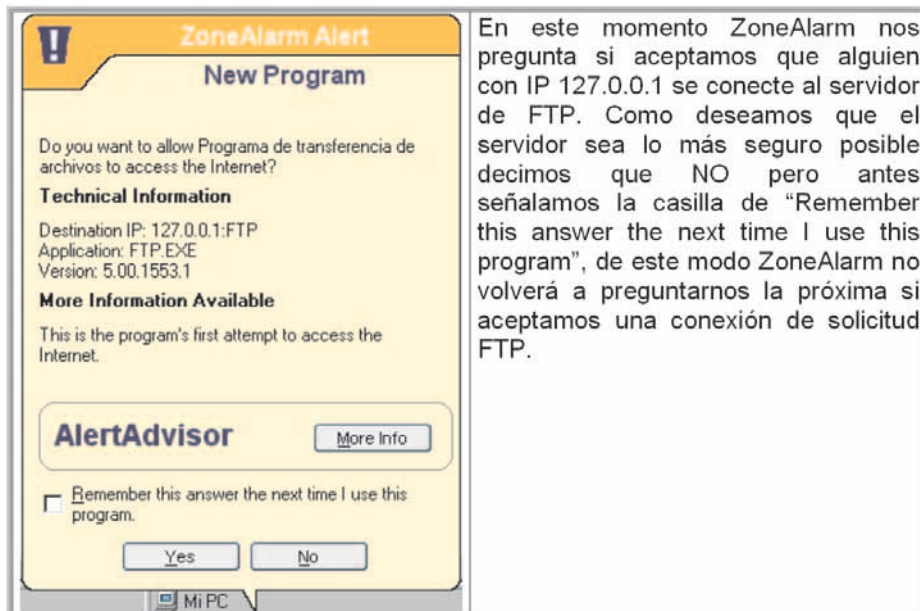 ZoneAlarm Alert
New Program
Do you want to allow Programa de transferencia de
archivos to access the Internet?
Technical Information
Destination IP: 127.0.0.1:FTP
Application: FTP.EXE
Version: 5.00.1553.1
More Information Available
This is the program's first attempt to access the
Internet.
AlertAdvisor
More Info
Remember this answer the next time I use this
program.
Yes
No
Mi PC
En este momento ZoneAlarm nos
pregunta si aceptamos que alguien
con IP 127.0.0.1 se conecte al servidor
de FTP. Como deseamos que el
servidor sea lo más seguro posible
decimos que NO pero antes
señalamos la casilla de “Remember
this answer the next time I use this
program”, de este modo ZoneAlarm no
volverá a preguntarnos la próxima si
aceptamos una conexión de solicitud
FTP.